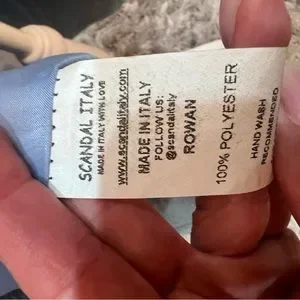 SCANDAL ITALY
MADE IN ITALY WITH LOVE
www.scandalitaly.com
MADE IN ITALY
FOLLOW US:
@scandalitaly
ROWAN
100% POLYESTER
HAND WASH
RECOMMENDED